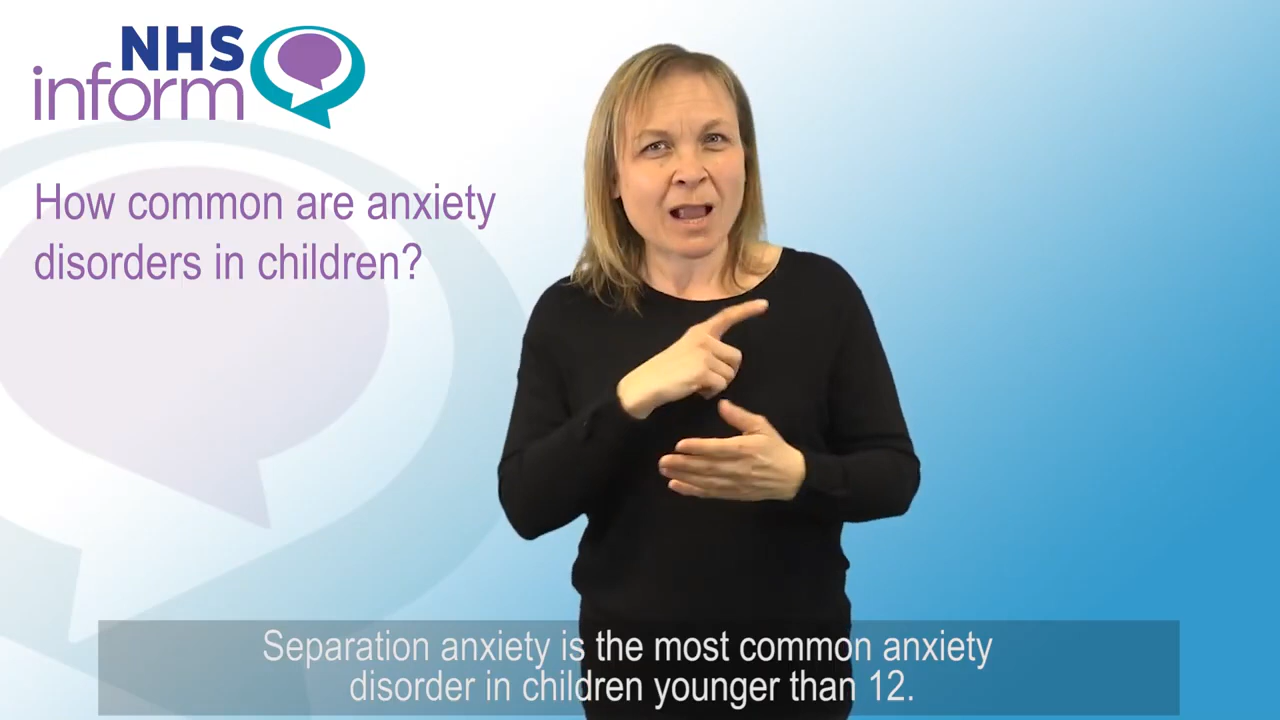 NHS
inform
How common are anxiety
disorders in children?
Separation anxiety is the most common anxiety
disorder in children younger than 12.